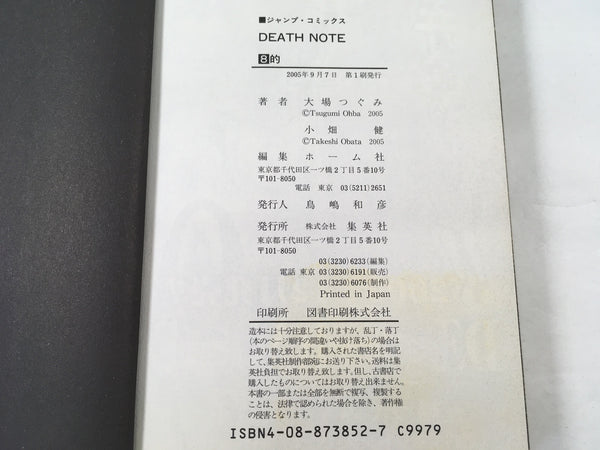 ■ジャンプ・コミックス
DEATH NOTE
8的
2005年9月7日 第1刷発行
著者 大場つぐみ
©Tsugumi Ohba 2005
小畑 健
©Takeshi Obata 2005
編集 ホーム社
東京都千代田区一ツ橋2丁目5番10号
〒101-8050
電話 東京 03(5211)2651
発行人 鳥嶋和彦
発行所 株式会社 集英社
東京都千代田区一ツ橋2丁目5番10号
〒101-8050
03(3230)6233(編集)
電話 東京 03(3230)6191(販売)
03(3230)6076(制作)
Printed in Japan
印刷所 図書印刷株式会社
造本には十分注意しておりますが、乱丁・落丁
(本のページ順序の間違いや抜け落ち)の場合は
お取り替え致します。購入された書店名を明記し
て、集英社制作部宛にお送り下さい。送料は集
英社負担でお取り替え致します。但し、古書店で
購入したものについてはお取り替え出来ません。
本書の一部または全部を無断で複写、複製する
ことは、法律で認められた場合を除き、著作権
の侵害となります。
ISBN4-08-873852-7 C9979